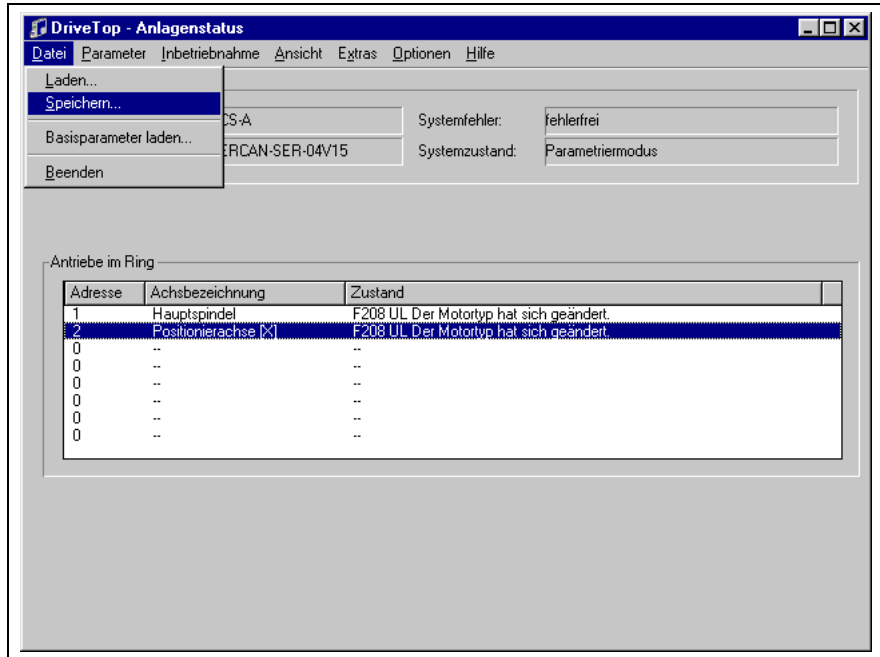 DriveTop - Anlagenstatus
Datei Parameter Inbetriebnahme Ansicht Extras Optionen Hilfe
Laden...
Speichern...
Basisparameter laden...
Beenden
CS-A
Systemfehler:
fehlerfrei
ERCAN-SER-04V15
Systemzustand:
Parametriermodus
Antriebe im Ring
Adresse Achsbezeichnung Zustand
1 Hauptspindel F208 UL Der Motortyp hat sich geändert.
2 Positionierachse [X] F208 UL Der Motortyp hat sich geändert.
0 -- --
0 -- --
0 -- --
0 -- --
0 -- --
0 -- --